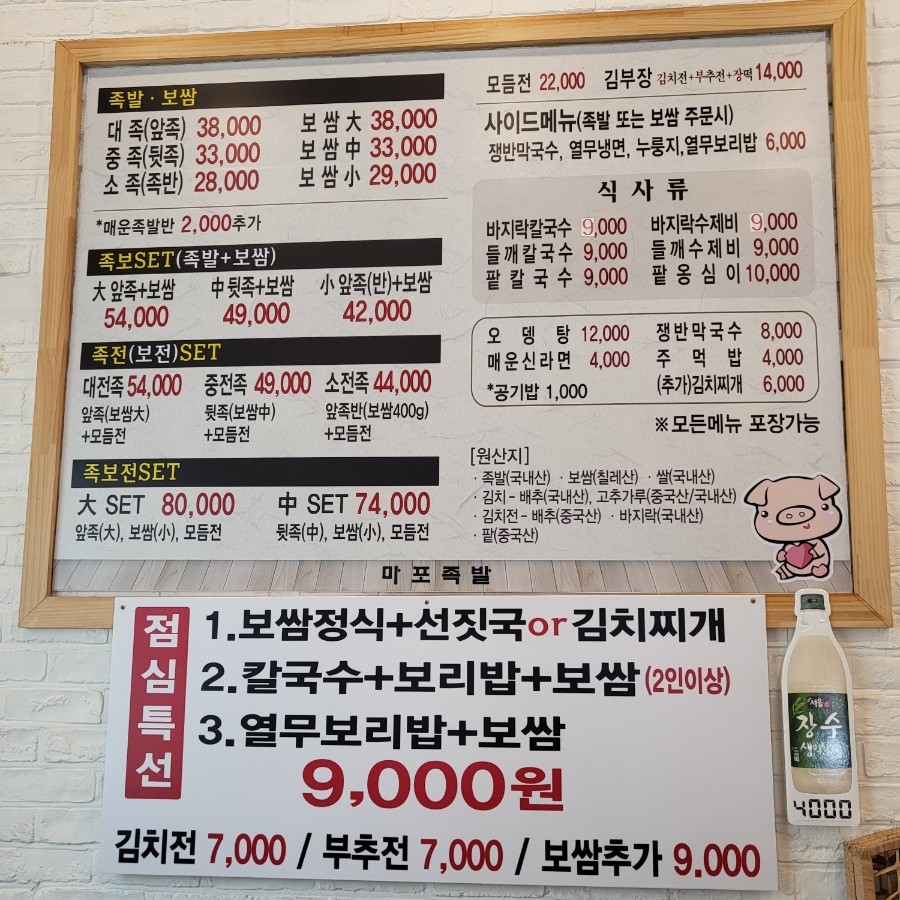 족발 · 보쌈
대 족(앞족) 38,000 보 쌈 大 38,000
중 족(뒷족) 33,000 보 쌈 中 33,000
소 족(족반) 28,000 보 쌈 小 29,000
*매운족발반 2,000추가
족보SET(족발+보쌈)
大 앞족+보쌈 中 뒷족+보쌈 小 앞족(반)+보쌈
54,000 49,000 42,000
족전(보전)SET
대전족 54,000 중전족 49,000 소전족 44,000
앞족(보쌈大) 뒷족(보쌈中) 앞족반(보쌈400g)
+모듬전 +모듬전 +모듬전
족보전SET
大 SET 80,000 中 SET 74,000
앞족(大), 보쌈(小), 모듬전 뒷족(中), 보쌈(小), 모듬전
모듬전 22,000 김부장 김치전+부추전+장떡 14,000
사이드메뉴(족발 또는 보쌈 주문시)
쟁반막국수, 열무냉면, 누룽지,열무보리밥 6,000
식 사 류
바지락칼국수 9,000 바지락수제비 9,000
들깨칼국수 9,000 들깨수제비 9,000
팥 칼 국 수 9,000 팥 옹 심 이 10,000
오 뎅 탕 12,000 쟁반막국수 8,000
매운신라면 4,000 주 먹 밥 4,000
*공기밥 1,000 (추가)김치찌개 6,000
※모든메뉴 포장가능
[원산지]
· 족발(국내산) · 보쌈(칠레산) · 쌀(국내산)
· 김치 - 배추(국내산), 고추가루(중국산/국내산)
· 김치전 - 배추(중국산) · 바지락(국내산)
· 팥(중국산)
마포족발
점심특선
1.보쌈정식+선짓국or김치찌개
2.칼국수+보리밥+보쌈(2인이상)
3.열무보리밥+보쌈
9,000원
김치전 7,000 / 부추전 7,000 / 보쌈추가 9.000
서울
장수
4000